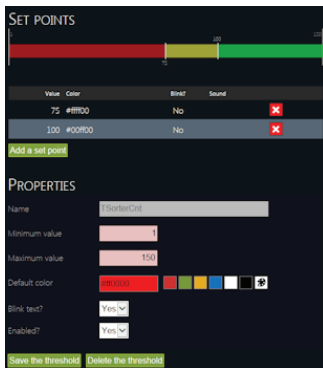 SET POINTS
100
75
Value Color Blink? Sound
75 #ffff00 No
100 #00ff00 No
Add a set point
PROPERTIES
Name TSorterCnt
Minimum value 1
Maximum value 150
Default color #ff0000
Blink text? Yes
Enabled? Yes
Save the threshold Delete the threshold